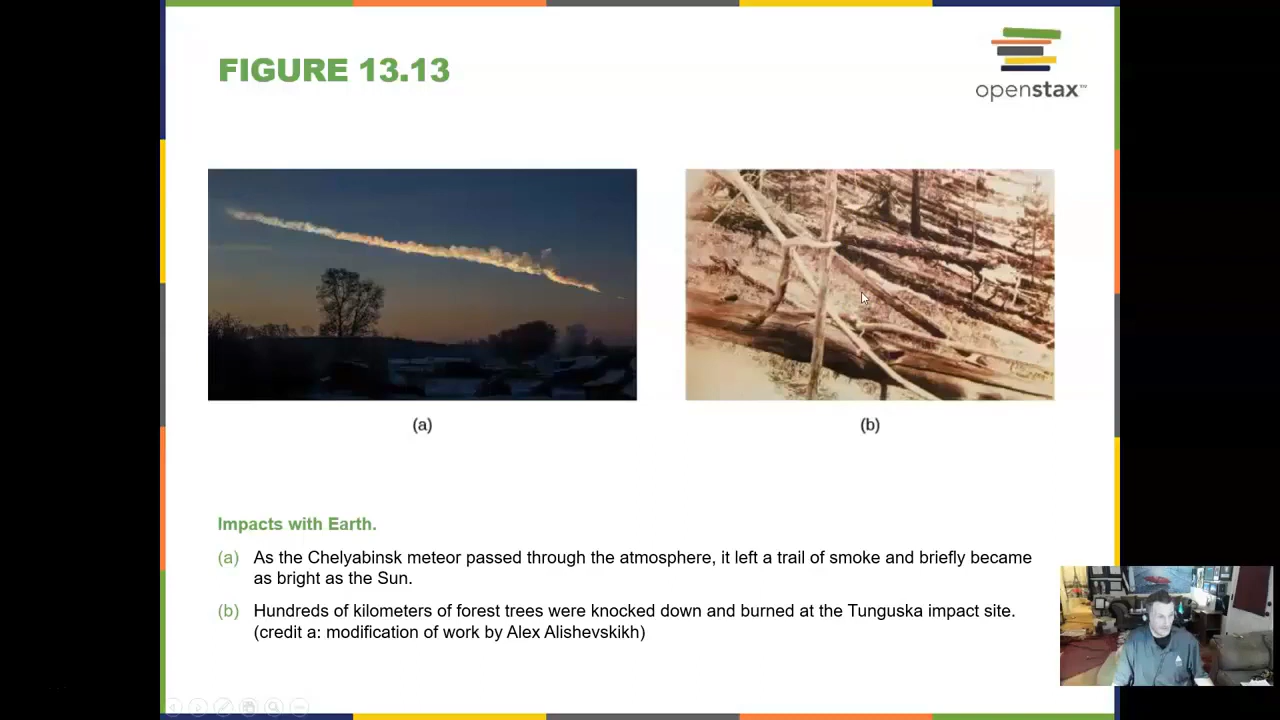 FIGURE 13.13
openstax™
(a)
(b)
Impacts with Earth.
(a) As the Chelyabinsk meteor passed through the atmosphere, it left a trail of smoke and briefly became
as bright as the Sun.
(b) Hundreds of kilometers of forest trees were knocked down and burned at the Tunguska impact site.
(credit a: modification of work by Alex Alishevskikh)